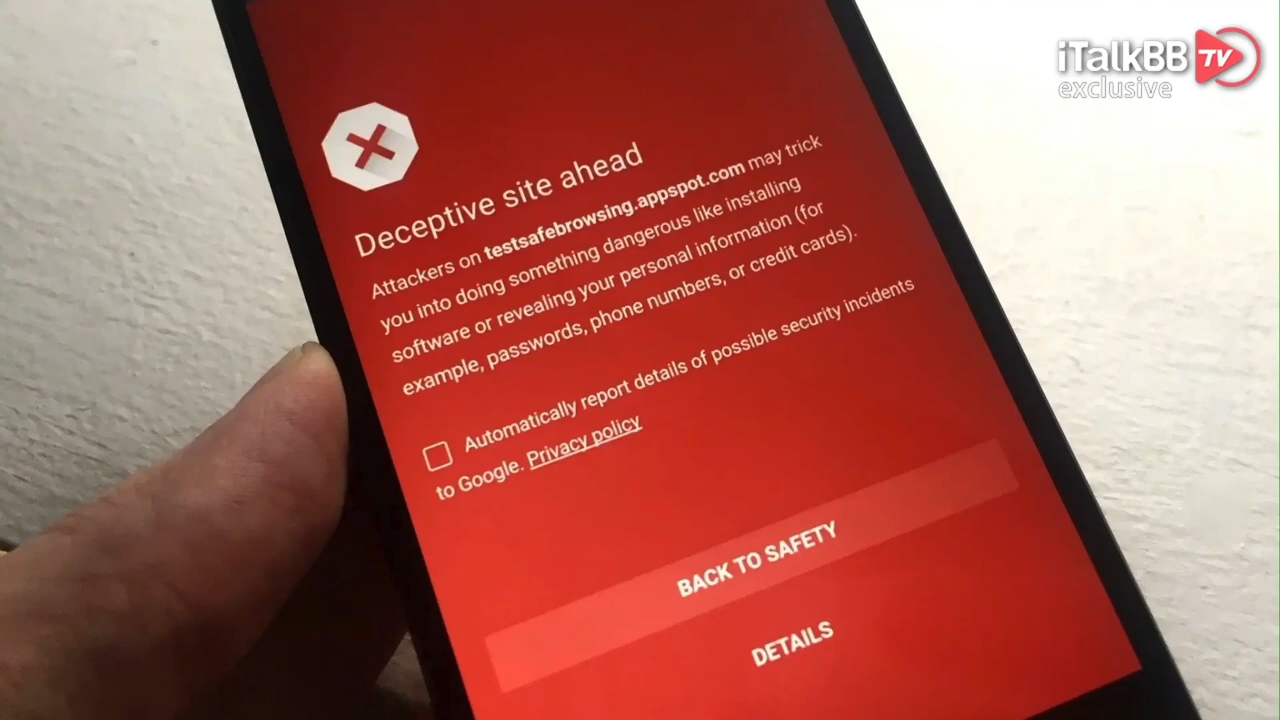 iTalkBB TV
exclusive
Deceptive site ahead
Attackers on testsafebrowsing.appspot.com may trick
you into doing something dangerous like installing
software or revealing your personal information (for
example, passwords, phone numbers, or credit cards).
Automatically report details of possible security incidents
to Google. Privacy policy
BACK TO SAFETY
DETAILS